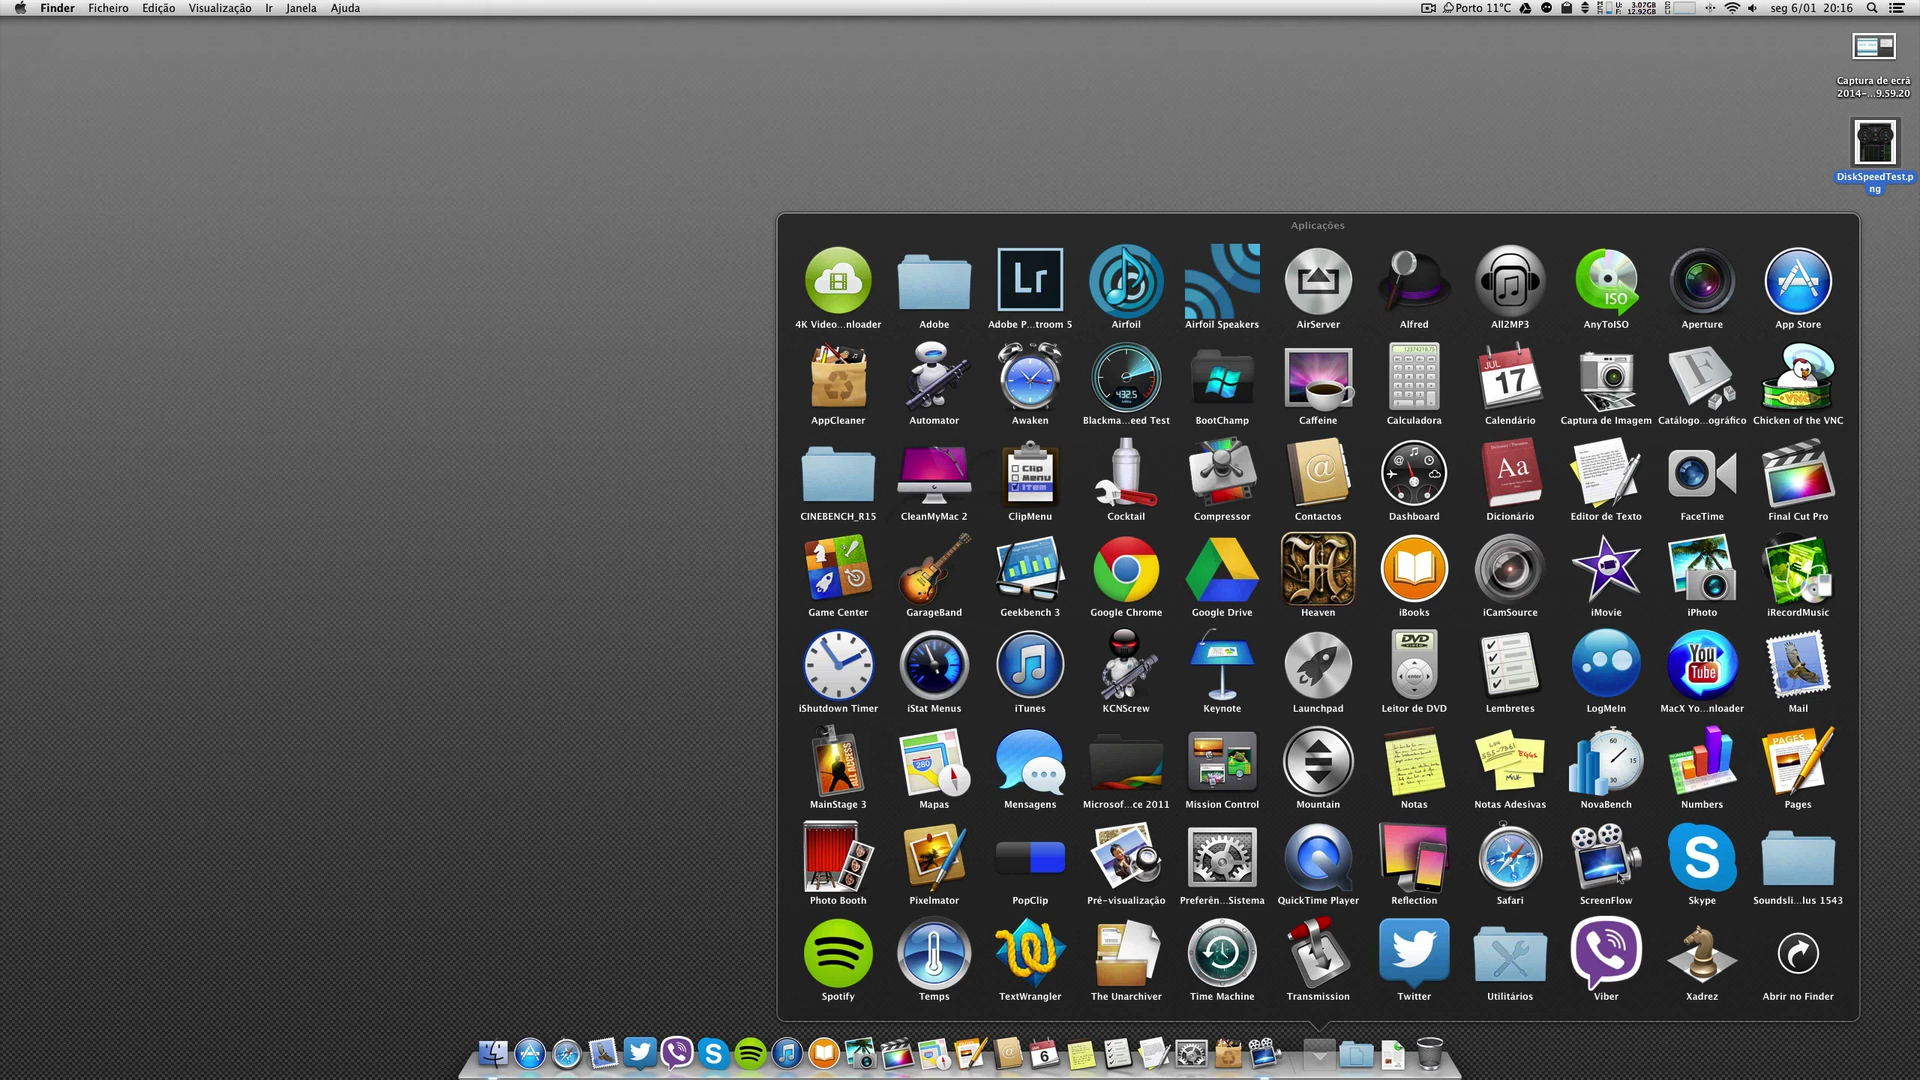 Finder Ficheiro Edição Visualização Ir Janela Ajuda
Porto 11°C U: 3.07GB F: 12.92GB seg 6/01 20:16
Captura de ecrã
2014-...9.59.20
DiskSpeedTest.p
ng
Aplicações
4K Video...nloader Adobe Adobe P...troom 5 Airfoil Airfoil Speakers AirServer Alfred All2MP3 AnyToISO Aperture App Store
AppCleaner Automator Awaken Blackma...eed Test BootChamp Caffeine Calculadora Calendário Captura de Imagem Catálogo...ográfico Chicken of the VNC
CINEBENCH_R15 CleanMyMac 2 ClipMenu Cocktail Compressor Contactos Dashboard Dicionário Editor de Texto FaceTime Final Cut Pro
Game Center GarageBand Geekbench 3 Google Chrome Google Drive Heaven iBooks iCamSource iMovie iPhoto iRecordMusic
iShutdown Timer iStat Menus iTunes KCNScrew Keynote Launchpad Leitor de DVD Lembretes LogMeIn MacX Yo...nloader Mail
MainStage 3 Mapas Mensagens Microsof...ce 2011 Mission Control Mountain Notas Notas Adesivas NovaBench Numbers Pages
Photo Booth Pixelmator PopClip Pré-visualização Preferên...Sistema QuickTime Player Reflection Safari ScreenFlow Skype Soundsli...lus 1543
Spotify Temps TextWrangler The Unarchiver Time Machine Transmission Twitter Utilitários Viber Xadrez Abrir no Finder